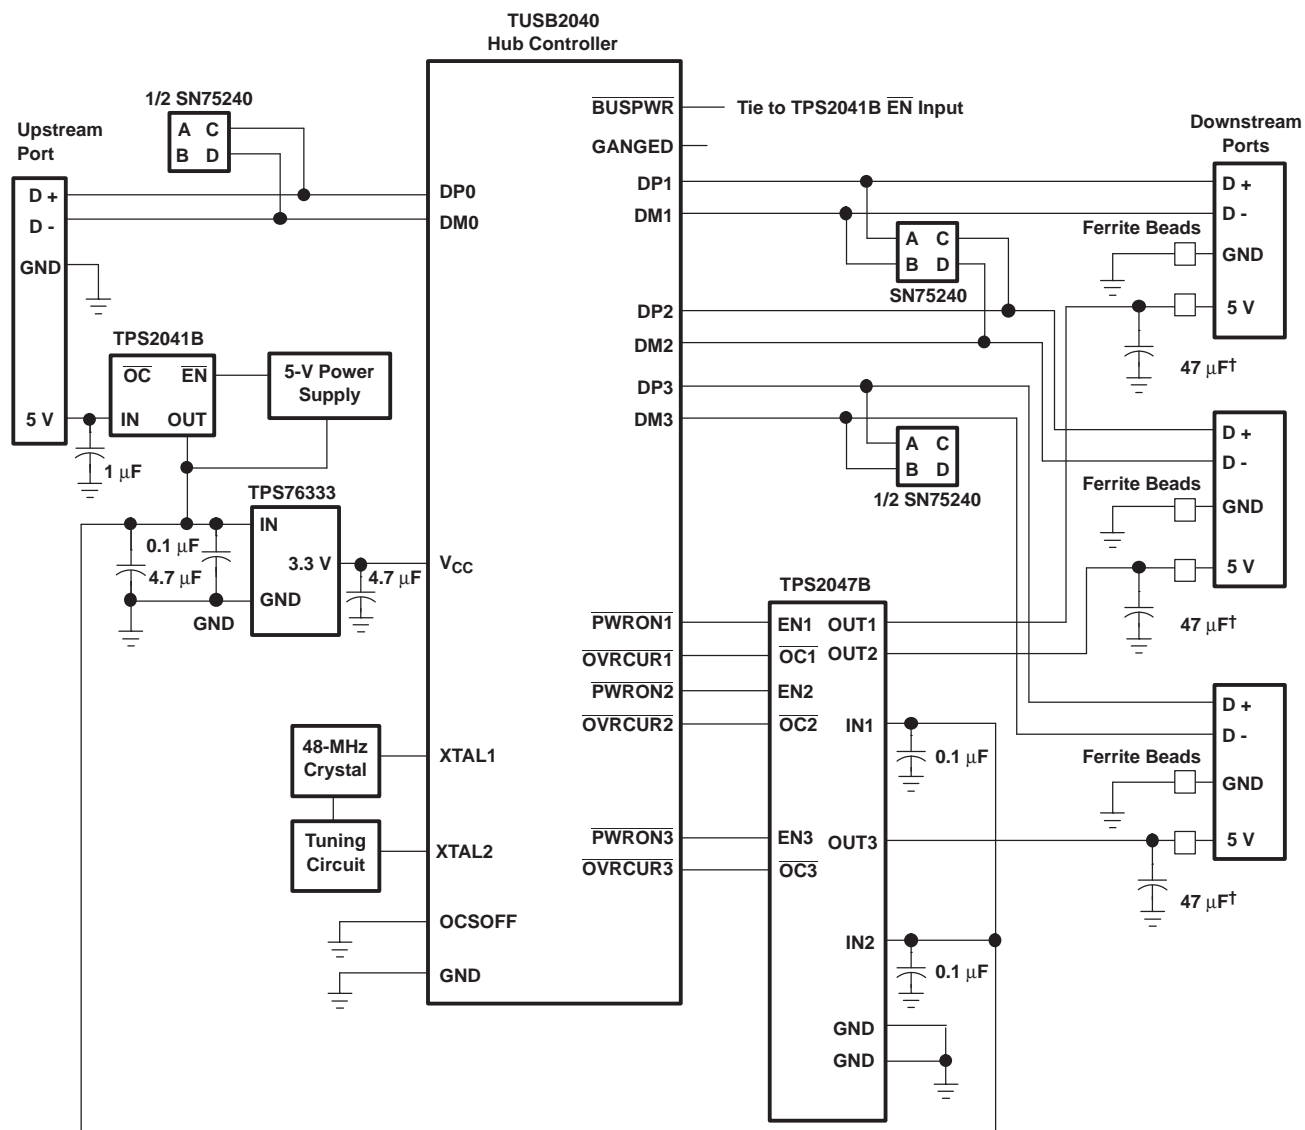 TUSB2040
Hub Controller
1/2 SN75240
A C
B D
Upstream
Port
D +
D -
GND
5 V
DP0
DM0
BUSPWR
Tie to TPS2041B EN Input
GANGED
DP1
DM1
Downstream
Ports
D +
D -
Ferrite Beads
GND
5 V
47 μF†
A C
B D
SN75240
DP2
DM2
DP3
DM3
TPS2041B
OC EN
IN OUT
5-V Power
Supply
1 μF
A C
B D
1/2 SN75240
D +
D -
Ferrite Beads
GND
5 V
47 μF†
TPS76333
IN
3.3 V
GND
0.1 μF
4.7 μF
GND
4.7 μF
VCC
TPS2047B
PWRON1
EN1 OUT1
OVRCUR1
OC1 OUT2
PWRON2
EN2
OVRCUR2
OC2 IN1
0.1 μF
48-MHz
Crystal
XTAL1
Tuning
Circuit
XTAL2
PWRON3
EN3 OUT3
OVRCUR3
OC3
D +
D -
Ferrite Beads
GND
5 V
47 μF†
OCSOFF
GND
IN2
0.1 μF
GND
GND